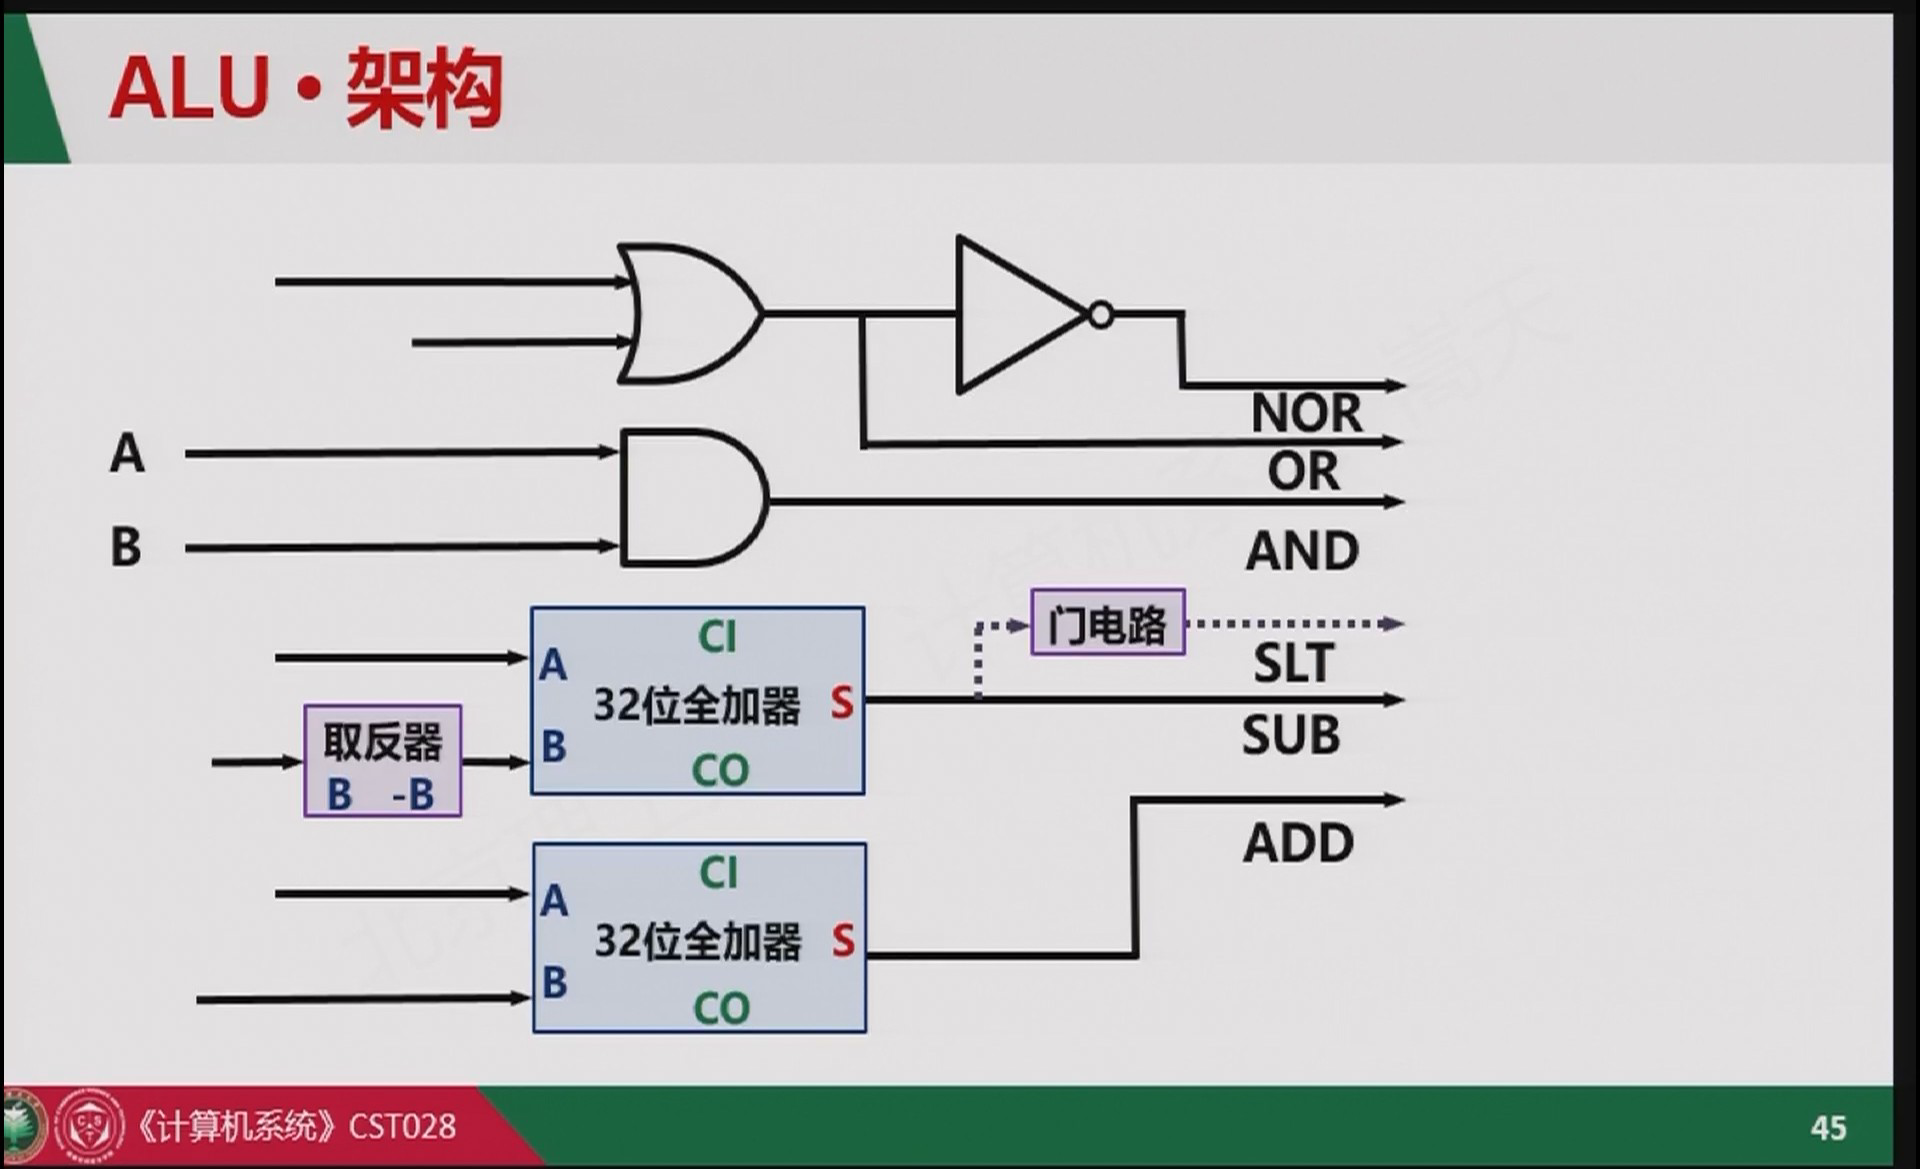 ALU • 架构
NOR
OR
A
B
AND
门电路
SLT
CI
A
32位全加器 S
B
CO
取反器
B -B
SUB
ADD
CI
A
32位全加器 S
B
CO
《计算机系统》CST028
45